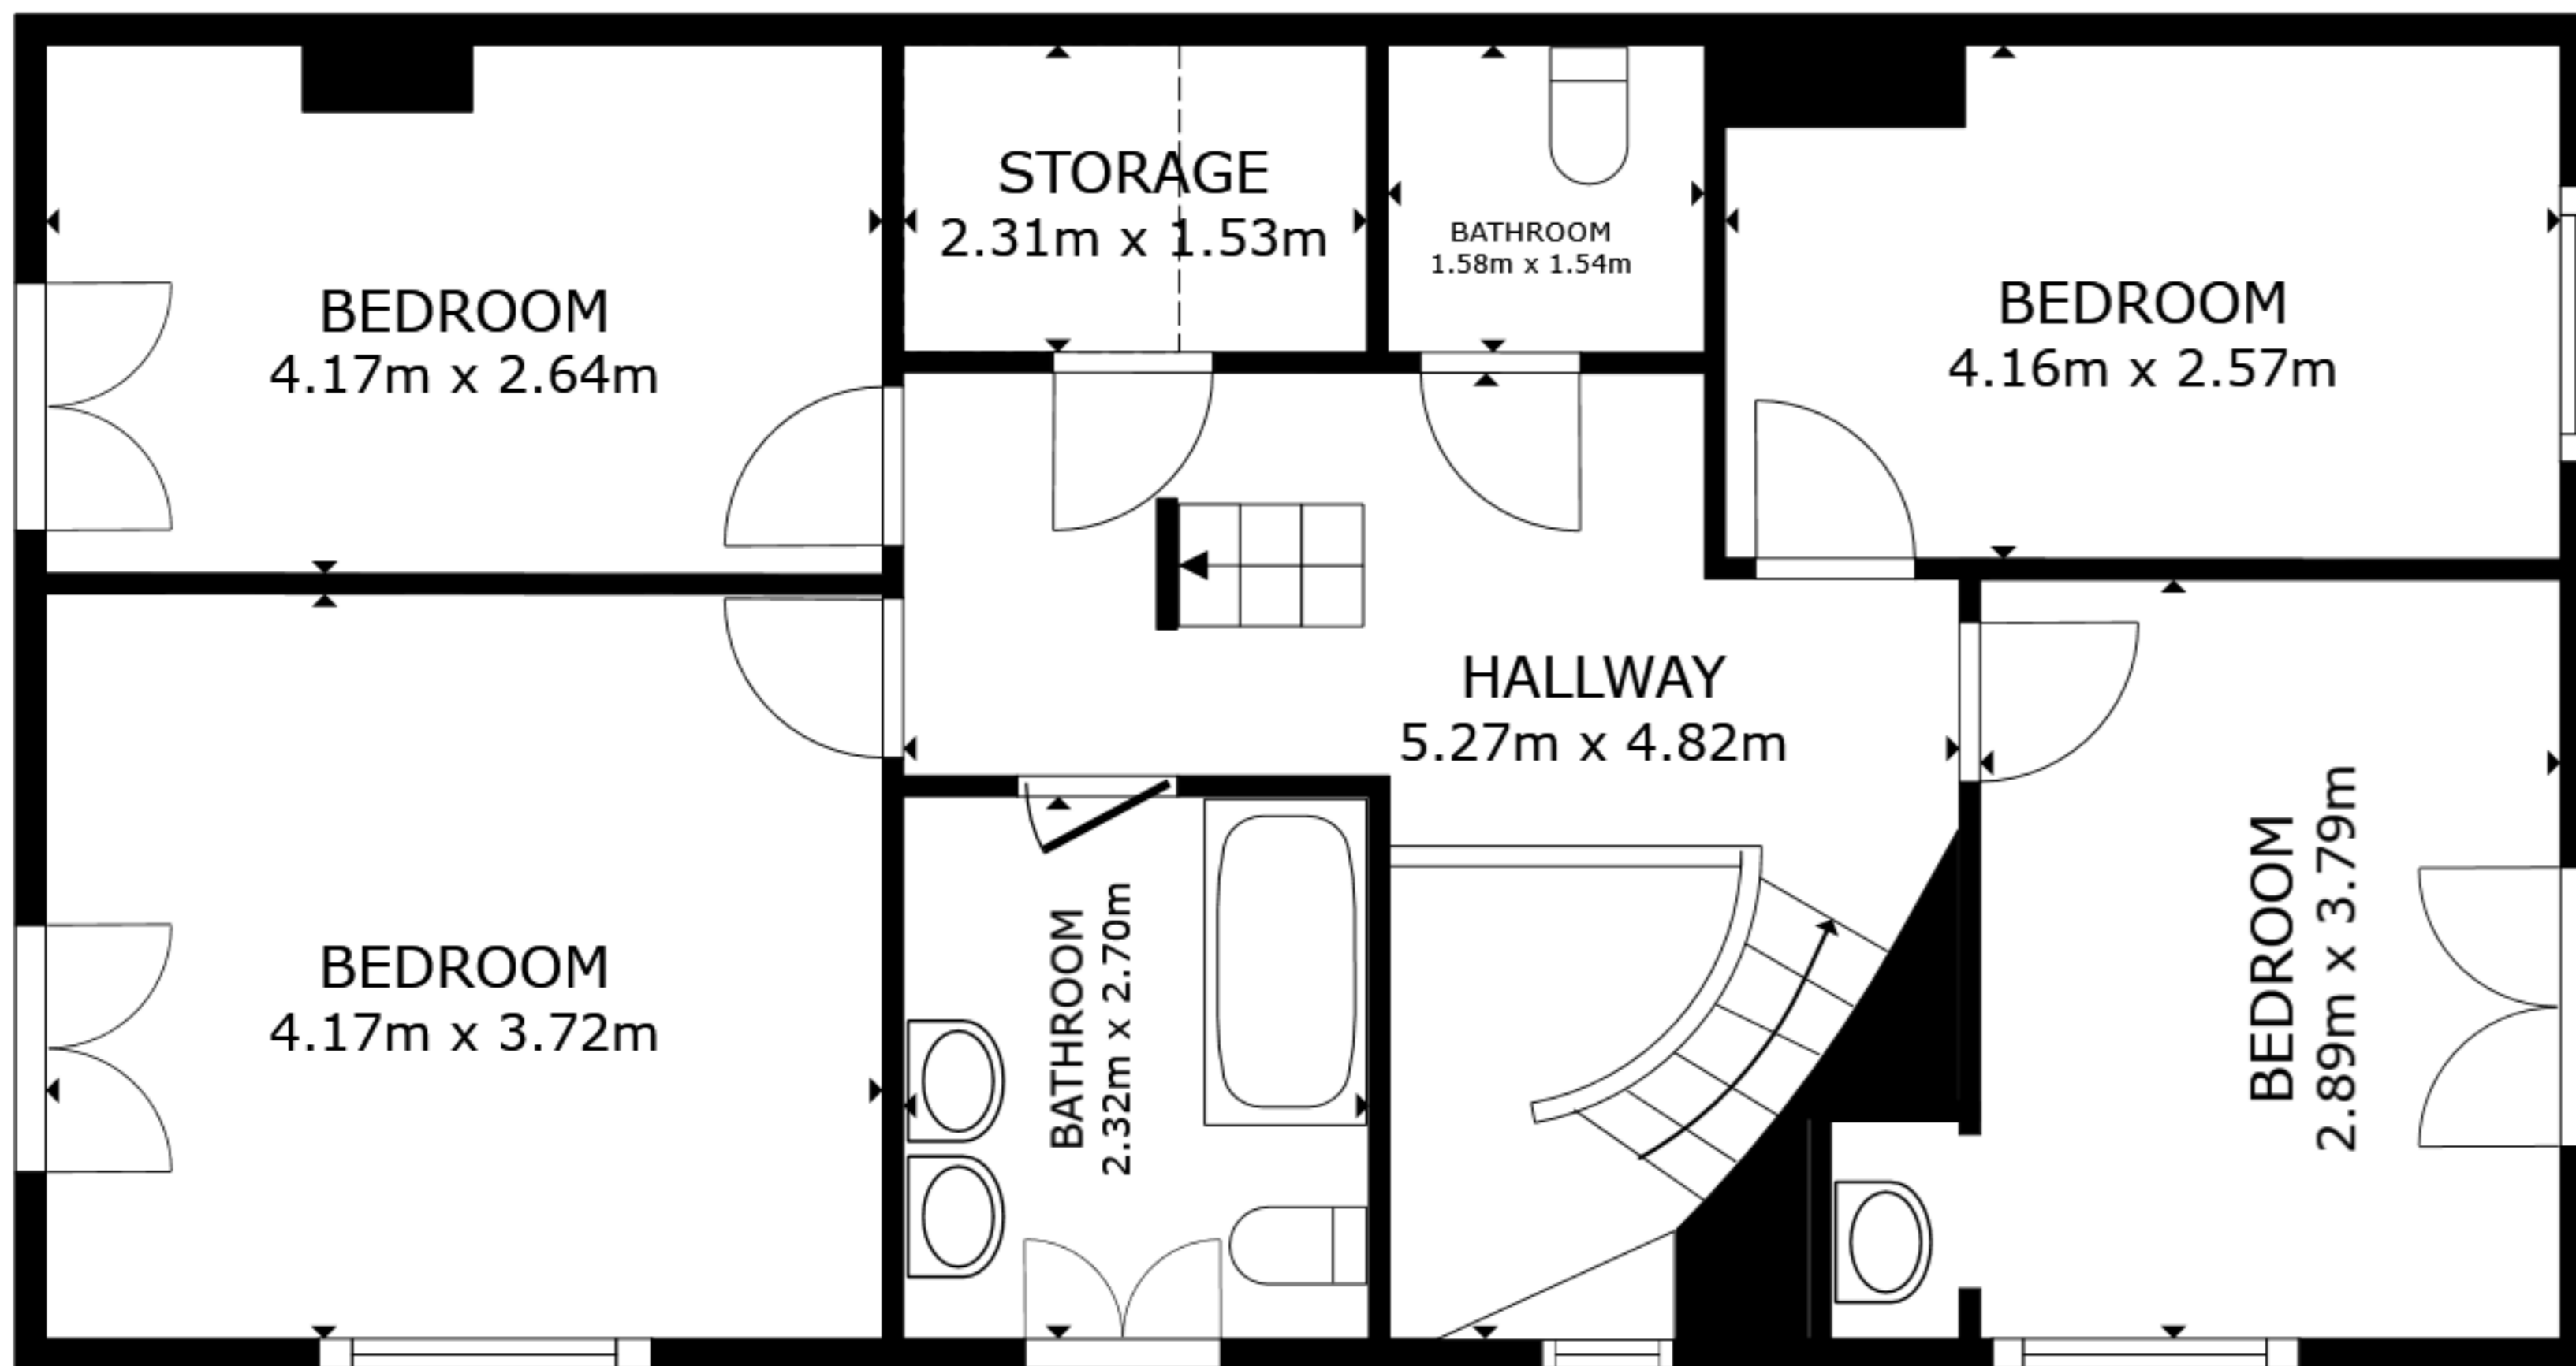 STORAGE
2.31m x 1.53m
BATHROOM
1.58m x 1.54m
BEDROOM
4.17m x 2.64m
BEDROOM
4.16m x 2.57m
HALLWAY
5.27m x 4.82m
BEDROOM
4.17m x 3.72m
BATHROOM
2.32m x 2.70m
BEDROOM
2.89m x 3.79m